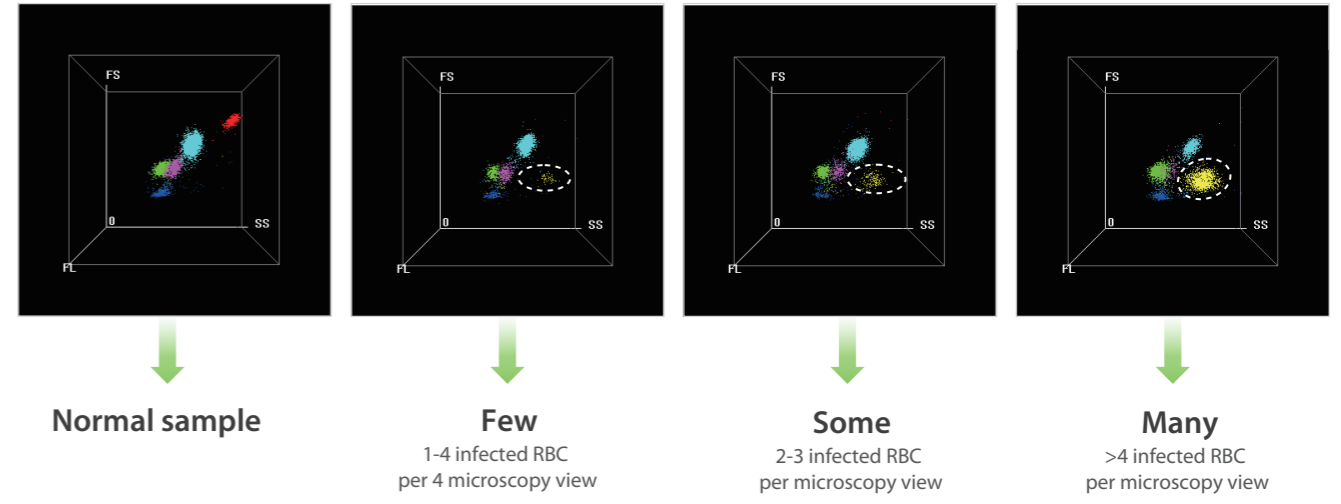 FS
0
SS
FL
FS
0
SS
FL
FS
0
SS
FL
FS
0
SS
FL
Normal sample
Few
1-4 infected RBC
per 4 microscopy view
Some
2-3 infected RBC
per microscopy view
Many
>4 infected RBC
per microscopy view